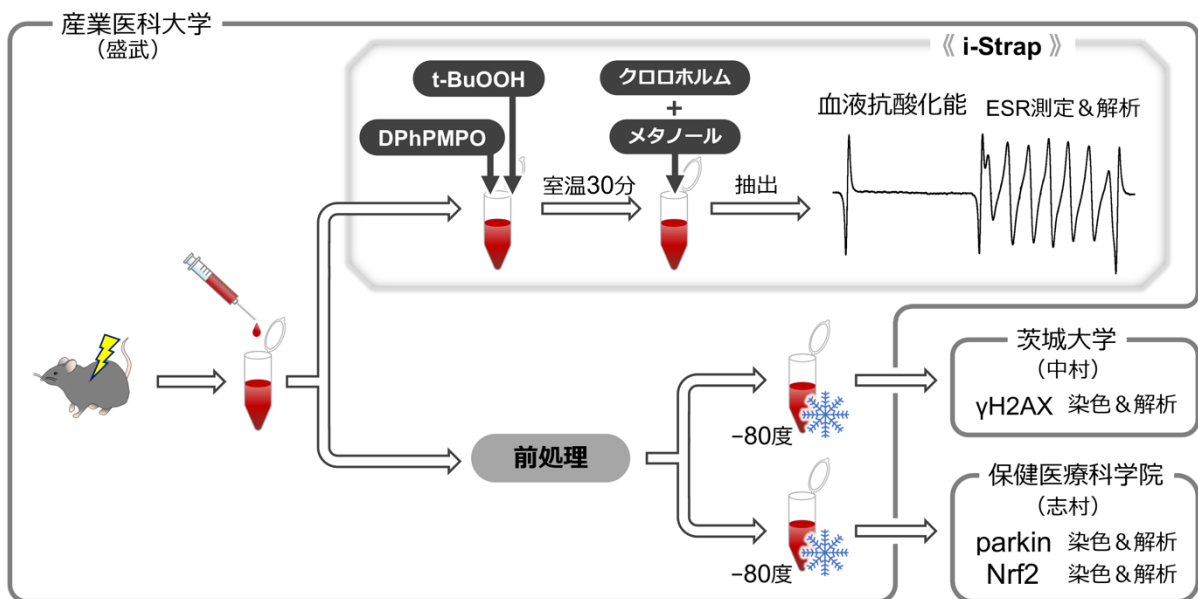 産業医科大学
（盛武）
《 i-Strap 》
t-BuOOH
DPhPMPO
クロロホルム
+
メタノール
室温30分
抽出
血液抗酸化能
ESR測定＆解析
前処理
−80度
−80度
茨城大学
（中村）
γH2AX 染色＆解析
保健医療科学院
（志村）
parkin 染色＆解析
Nrf2 染色＆解析